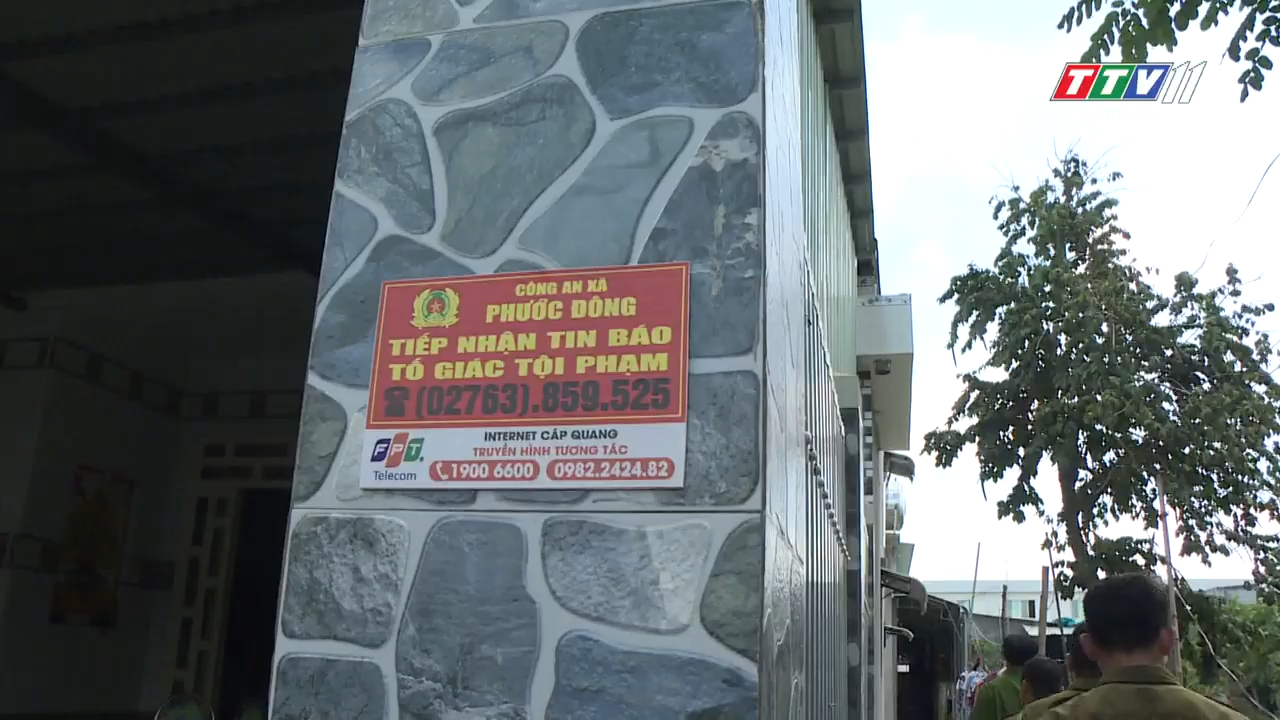 TTV11
CÔNG AN XÃ
PHƯỚC ĐÔNG
TIẾP NHẬN TIN BÁO
TỐ GIÁC TỘI PHẠM
☎(02763).859.525
FPT.
Telecom
INTERNET CÁP QUANG
TRUYỀN HÌNH TƯƠNG TÁC
1900 6600
0982.2424.82